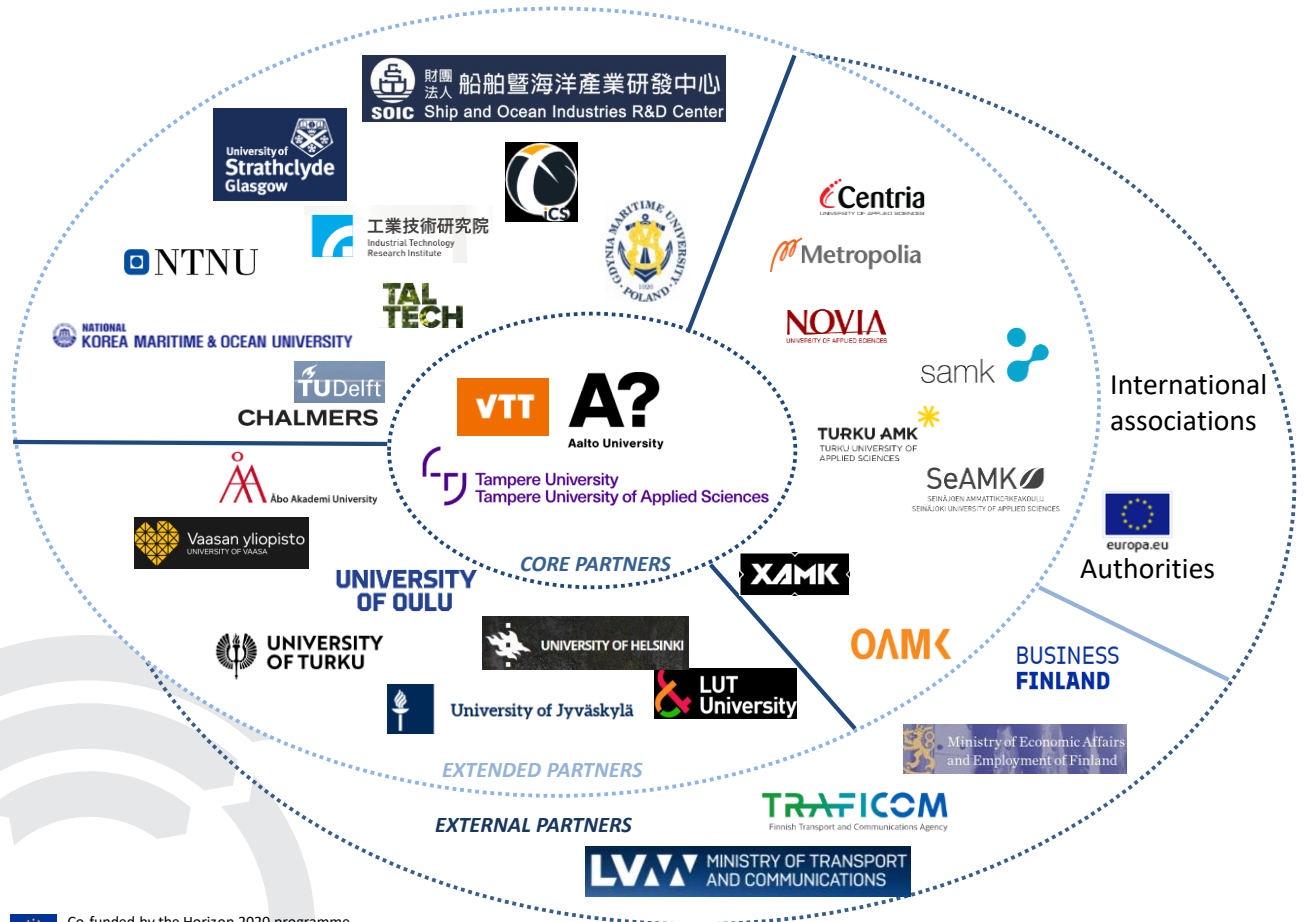 財團
法人 船舶暨海洋產業研發中心
SOIC Ship and Ocean Industries R&D Center
University of
Strathclyde
Glasgow
iCS
工業技術研究院
Industrial Technology
Research Institute
GDYNIA MARITIME UNIVERSITY
1920
• POLAND •
NTNU
TAL
TECH
NATIONAL
KOREA MARITIME & OCEAN UNIVERSITY
TUDelft
CHALMERS
Centria
UNIVERSITY OF APPLIED SCIENCES
Metropolia
NOVIA
UNIVERSITY OF APPLIED SCIENCES
samk
TURKU AMK
TURKU UNIVERSITY OF
APPLIED SCIENCES
SeAMK
SEINÄJOEN AMMATTIKORKEAKOULU
SEINÄJOKI UNIVERSITY OF APPLIED SCIENCES
International
associations
europa.eu
Authorities
VTT
A?
Aalto University
Tampere University
Tampere University of Applied Sciences
CORE PARTNERS
Åbo Akademi University
Vaasan yliopisto
UNIVERSITY OF VAASA
UNIVERSITY
OF OULU
UNIVERSITY
OF TURKU
UNIVERSITY OF HELSINKI
University of Jyväskylä
LUT
University
XAMK
OAMK
BUSINESS
FINLAND
Ministry of Economic Affairs
and Employment of Finland
EXTENDED PARTNERS
TRAFICOM
Finnish Transport and Communications Agency
EXTERNAL PARTNERS
LVM MINISTRY OF TRANSPORT
AND COMMUNICATIONS
Co-funded by the Horizon 2020 programme